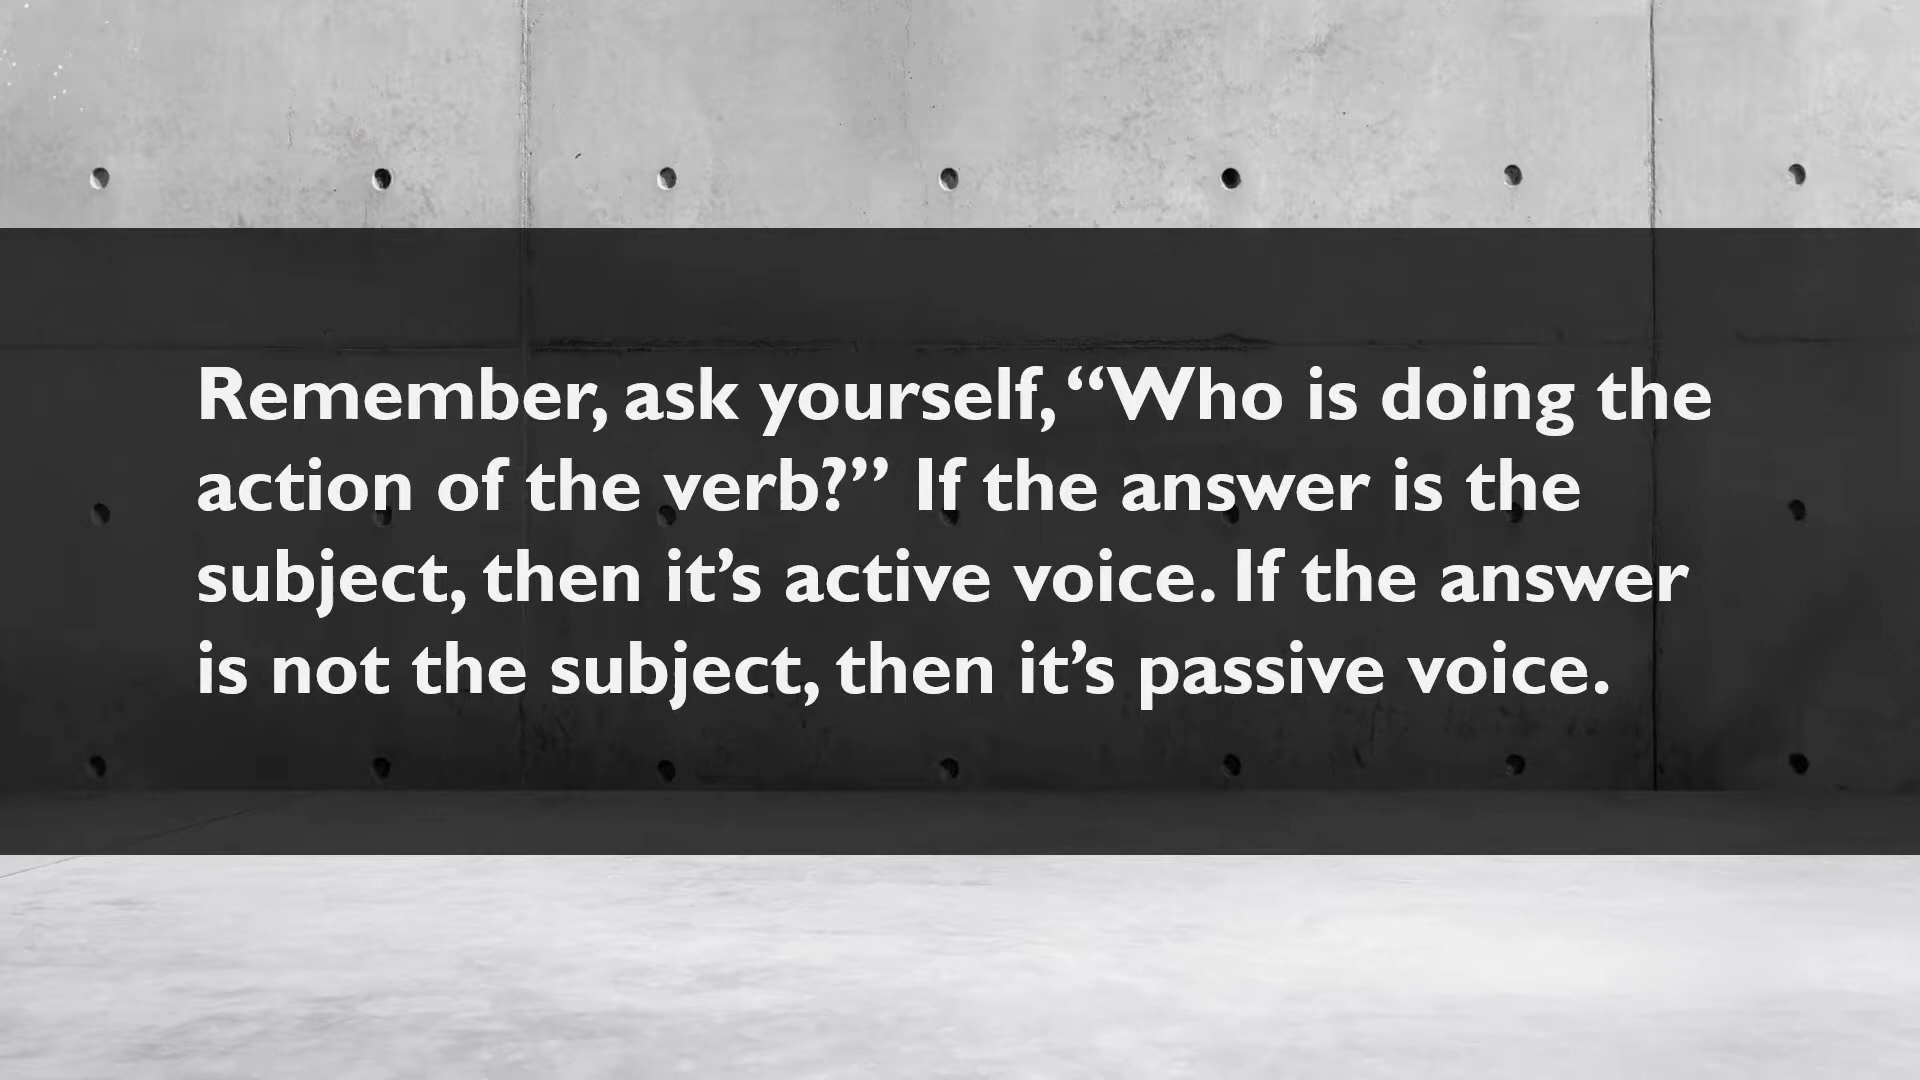 Remember, ask yourself, “Who is doing the
action of the verb?” If the answer is the
subject, then it’s active voice. If the answer
is not the subject, then it’s passive voice.